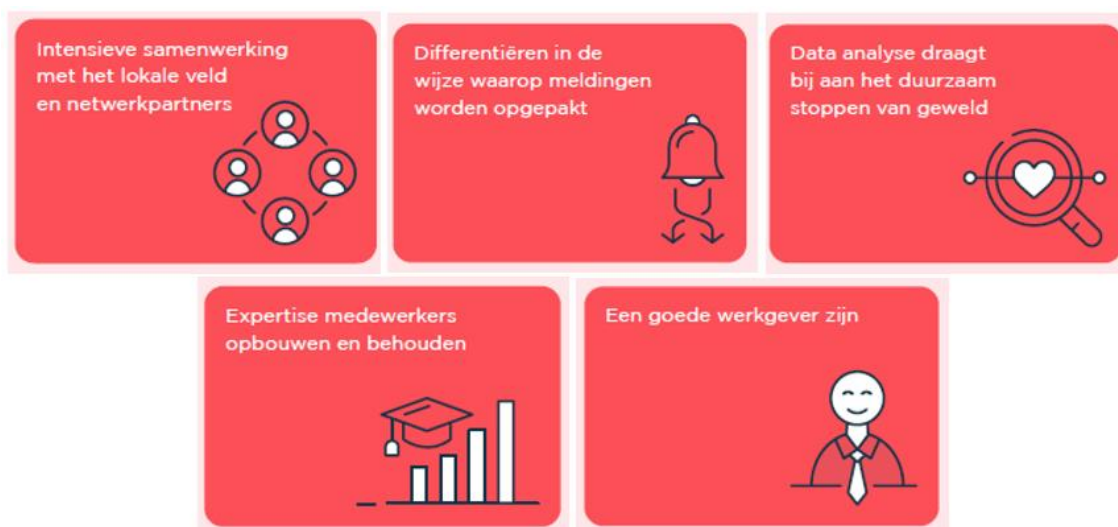 Intensieve samenwerking
met het lokale veld
en netwerkpartners
Differentiëren in de
wijze waarop meldingen
worden opgepakt
Data analyse draagt
bij aan het duurzaam
stoppen van geweld
Expertise medewerkers
opbouwen en behouden
Een goede werkgever zijn